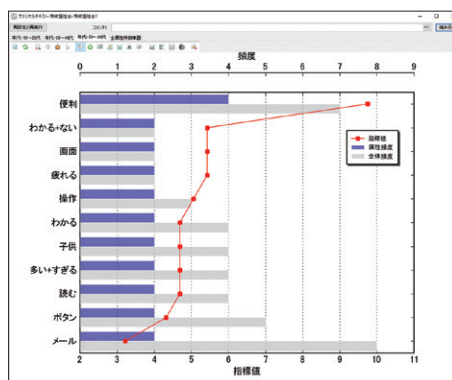 頻度
0 1 2 3 4 5 6 7 8 9
便利
わかる+ない
画面
疲れる
操作
わかる
子供
多い+すぎる
読む
ボタン
メール
指標値
属性頻度
全体頻度
2 3 4 5 6 7 8 9 10 11
指標値